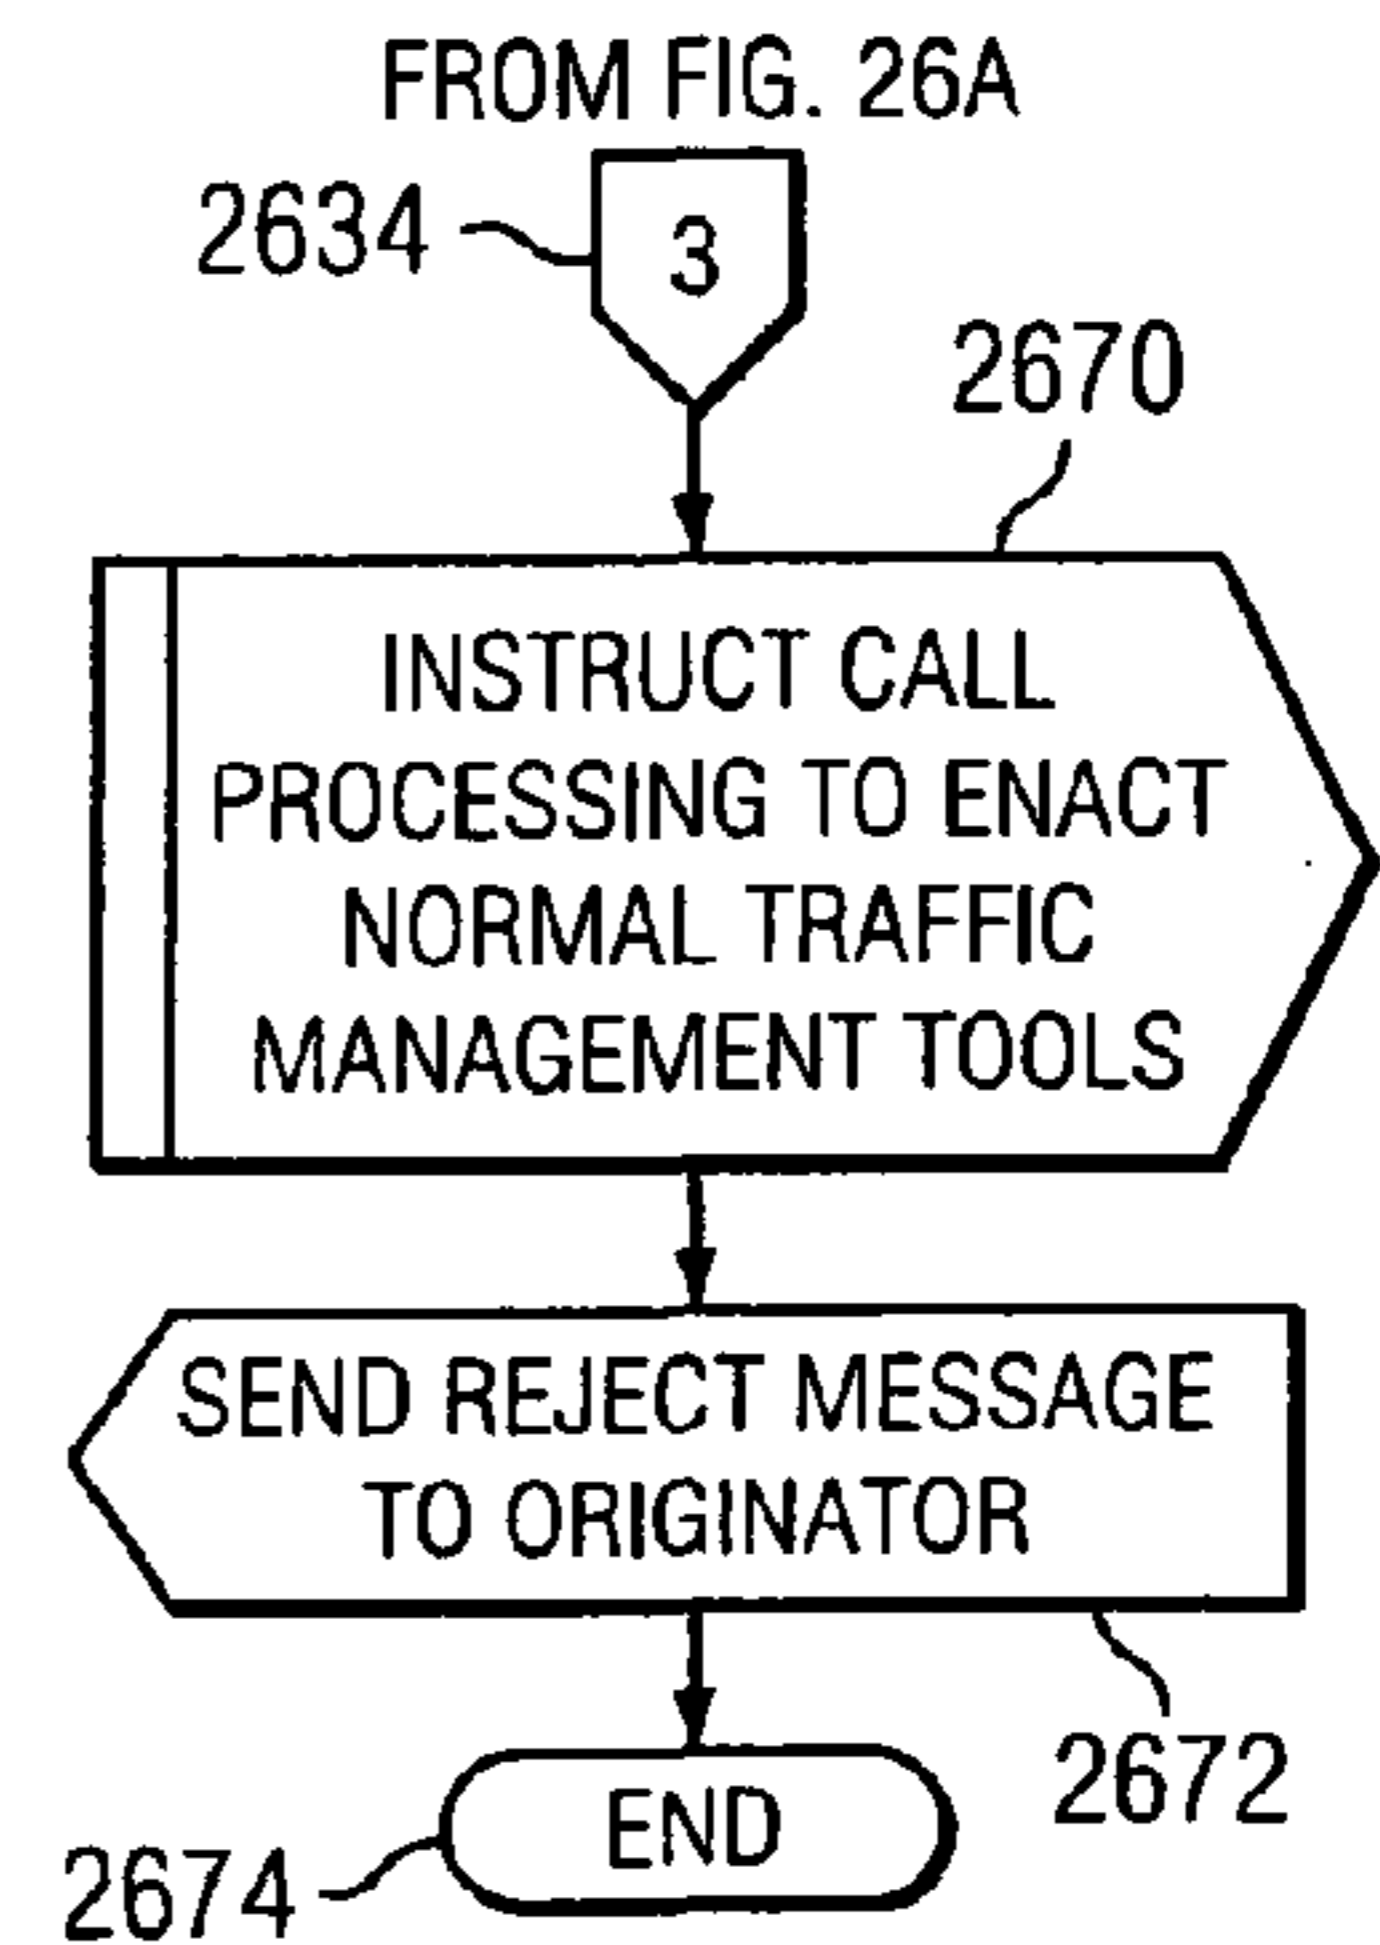 FROM FIG. 26A
2634
3
2670
INSTRUCT CALL
PROCESSING TO ENACT
NORMAL TRAFFIC
MANAGEMENT TOOLS
SEND REJECT MESSAGE
TO ORIGINATOR
2672
END
2674